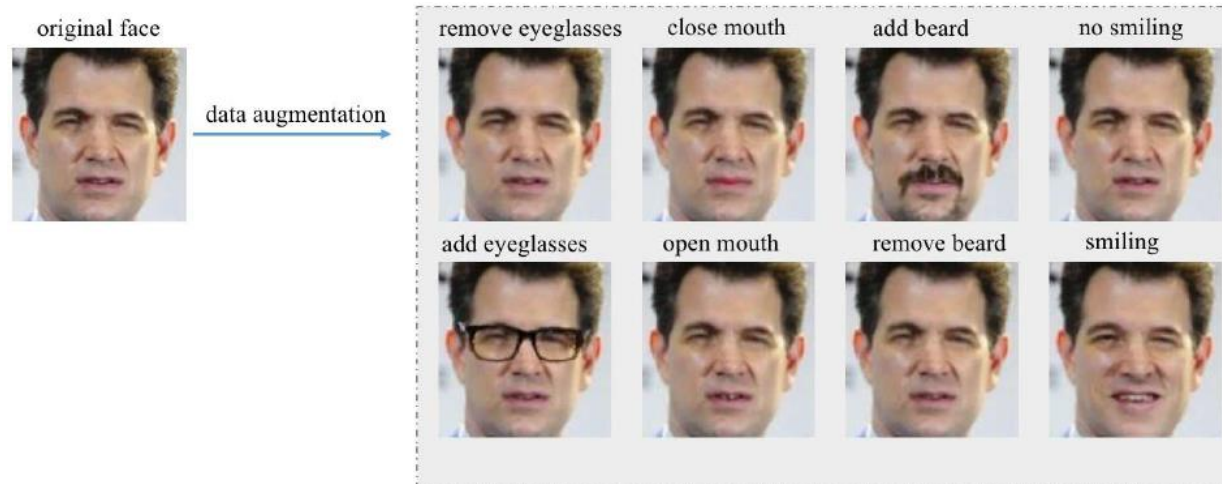 original face
data augmentation
remove eyeglasses
close mouth
add beard
no smiling
add eyeglasses
open mouth
remove beard
smiling